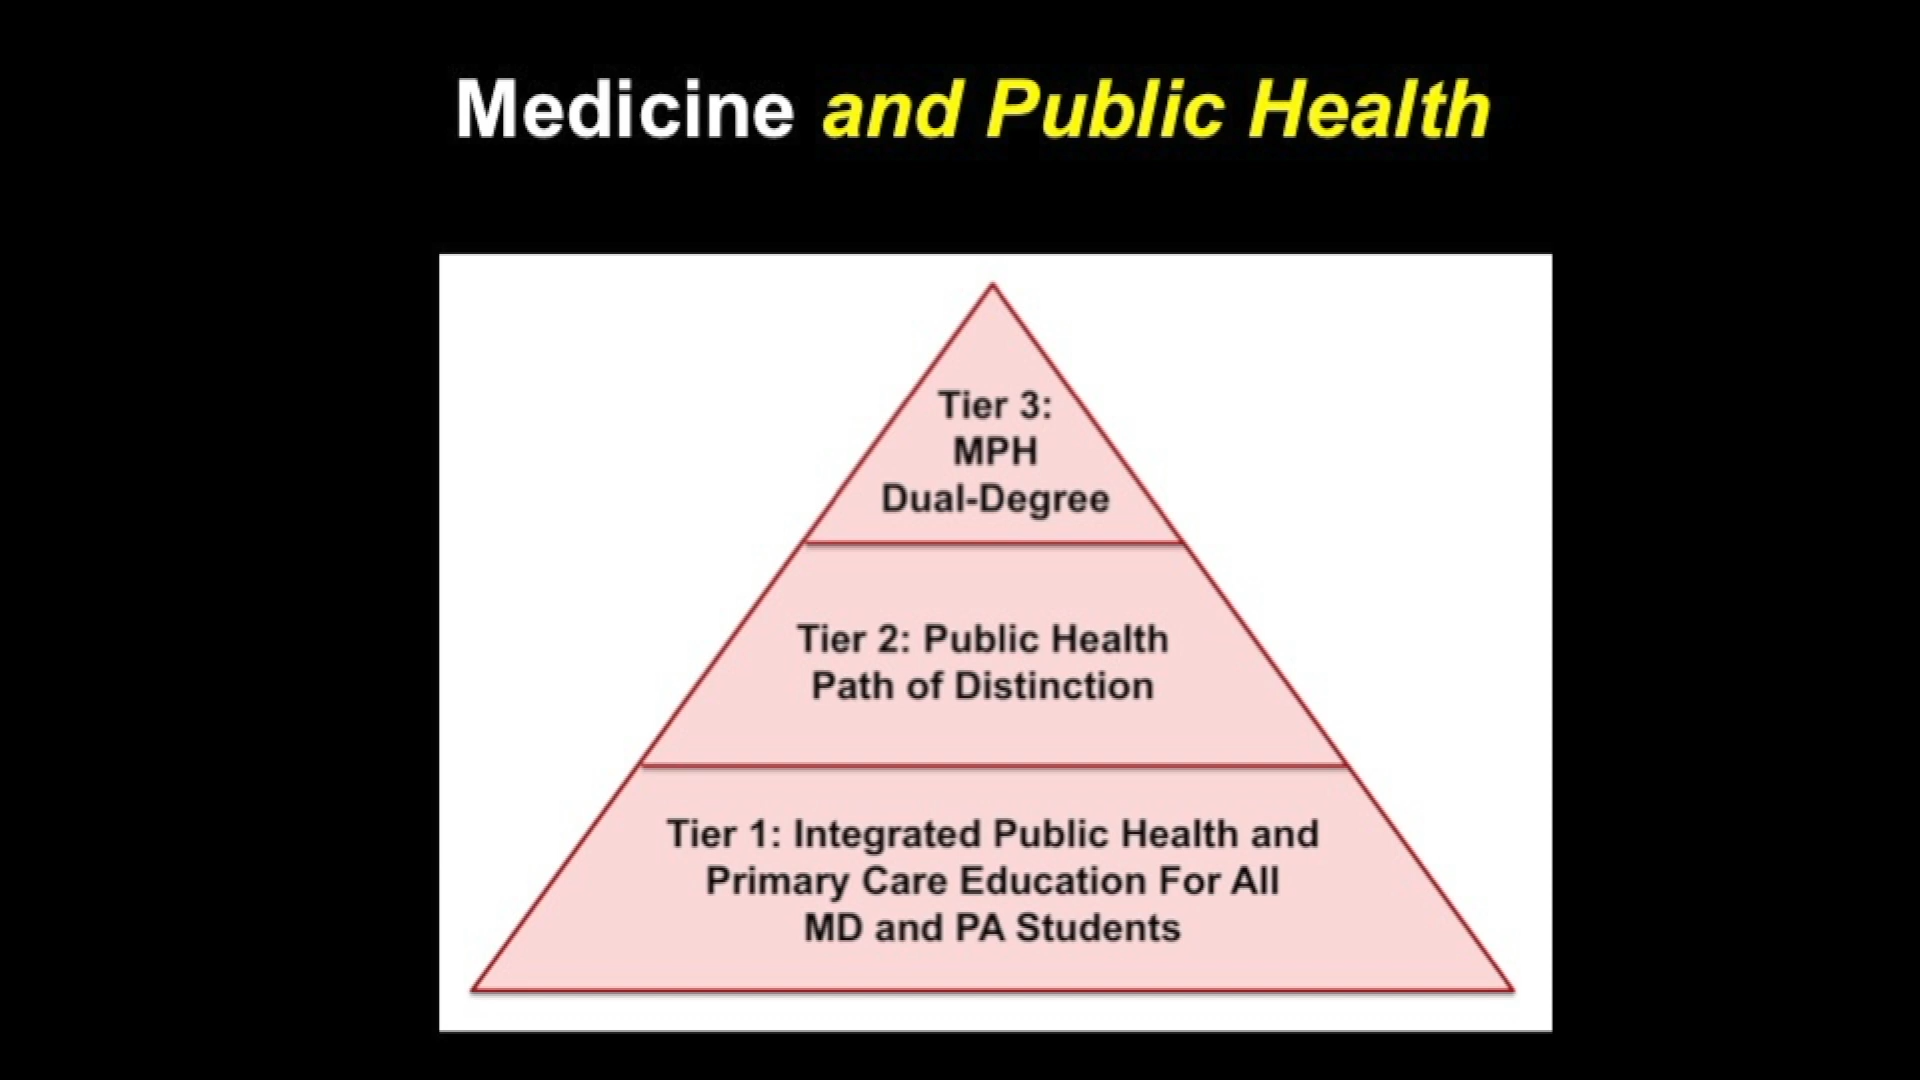 Medicine and Public Health
Tier 3:
MPH
Dual-Degree
Tier 2: Public Health
Path of Distinction
Tier 1: Integrated Public Health and
Primary Care Education For All
MD and PA Students